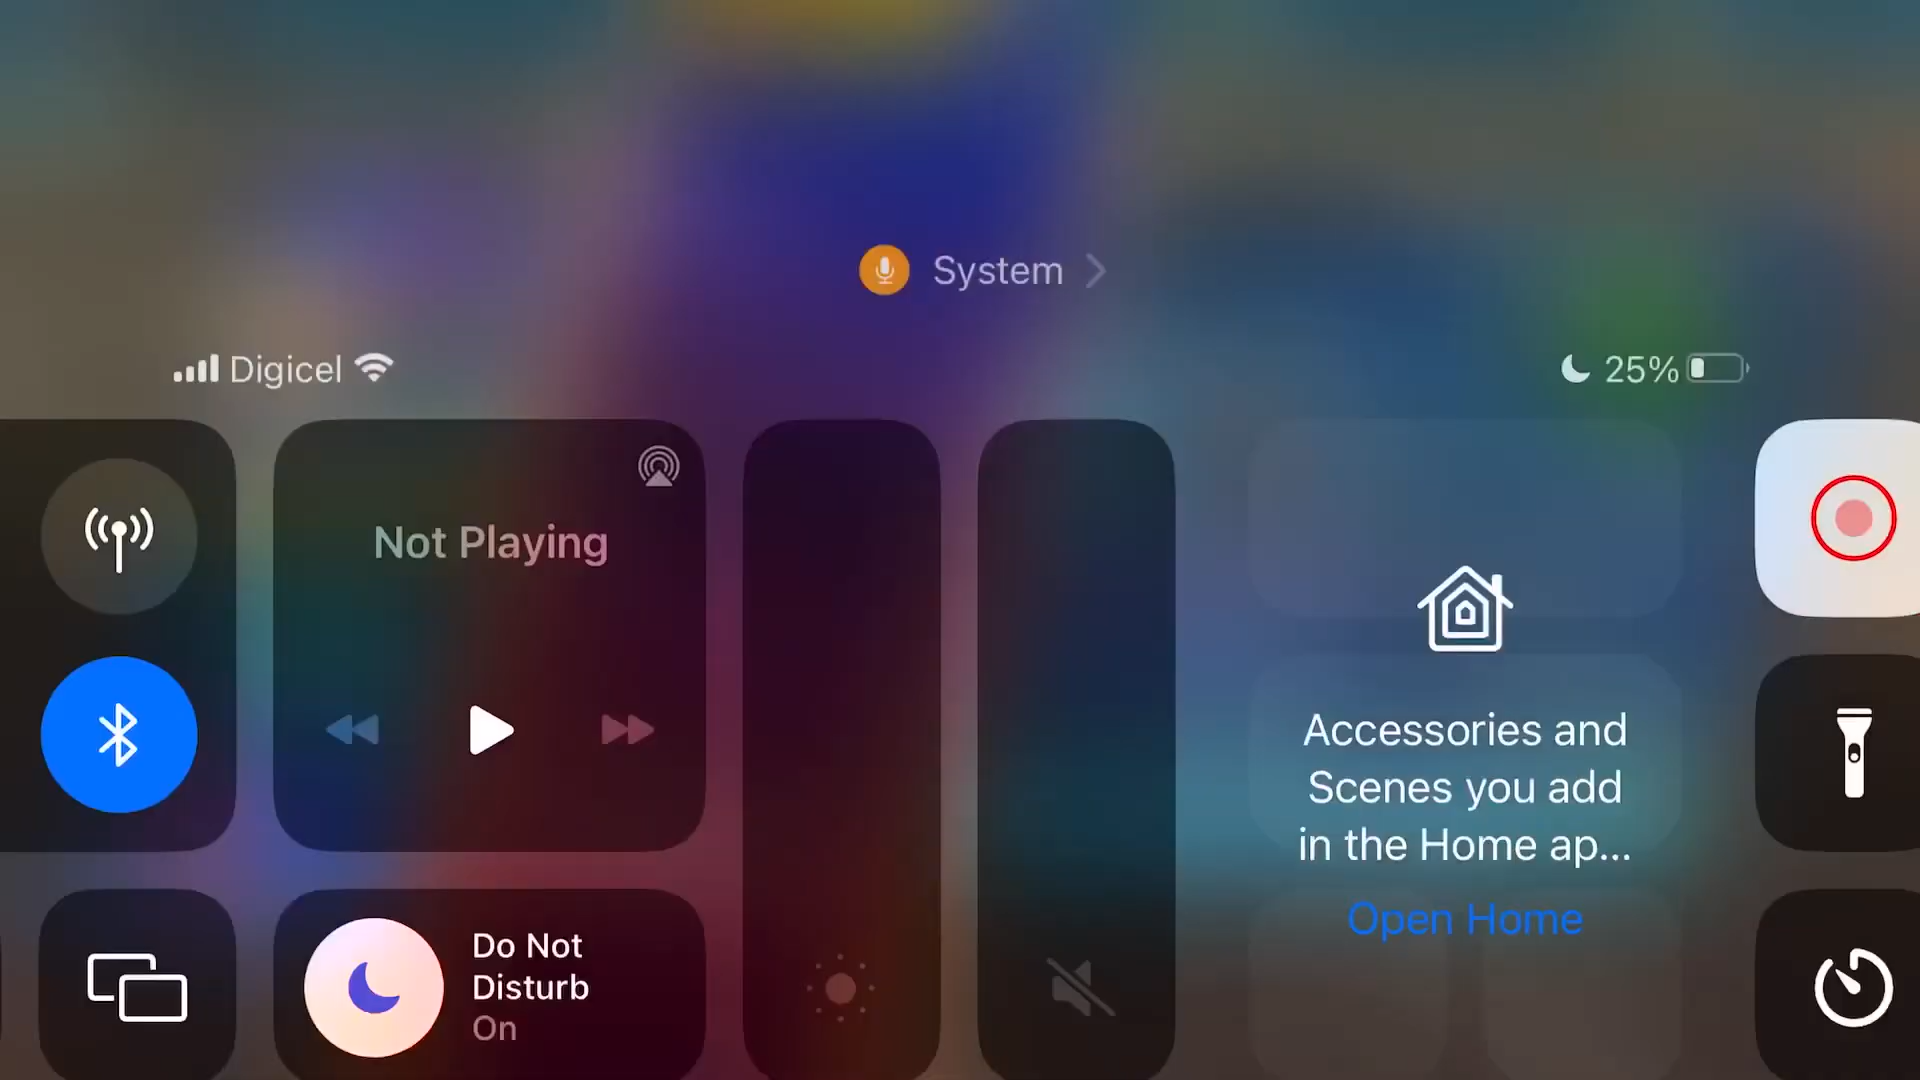 System
Digicel
25%
Not Playing
Accessories and
Scenes you add
in the Home ap...
Open Home
Do Not
Disturb
On